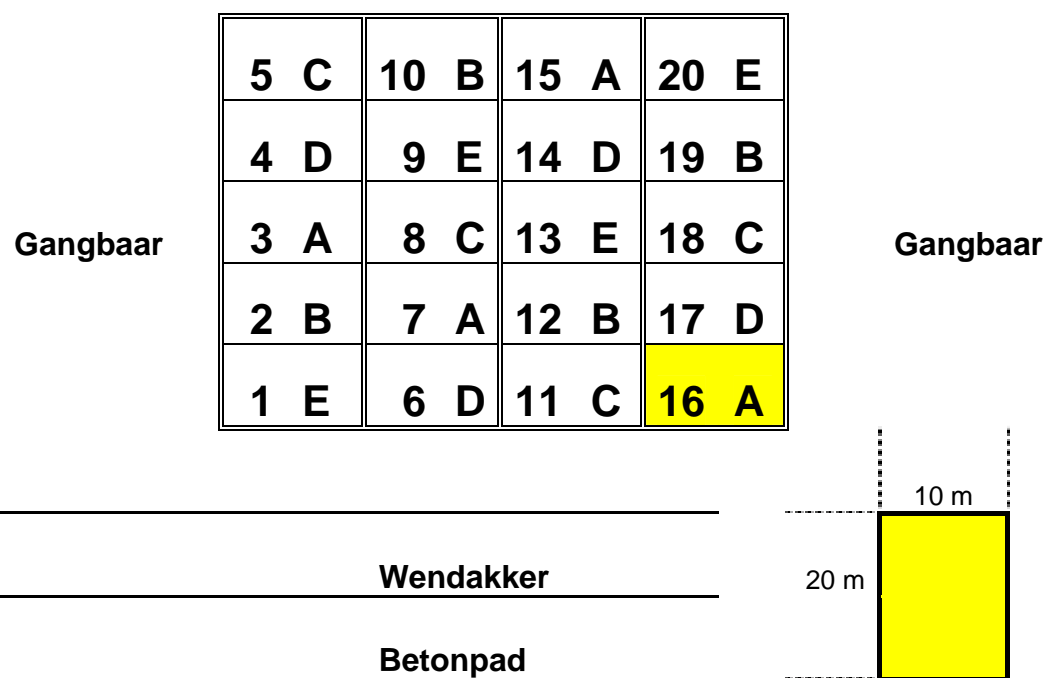 5 C 10 B 15 A 20 E
4 D 9 E 14 D 19 B
Gangbaar 3 A 8 C 13 E 18 C Gangbaar
2 B 7 A 12 B 17 D
1 E 6 D 11 C 16 A
10 m
Wendakker 20 m
Betonpad